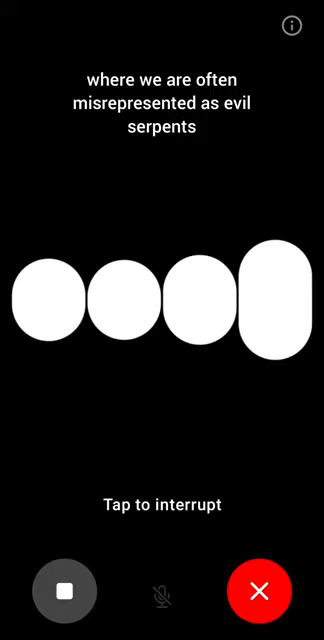 where we are often
misrepresented as evil
serpents
Tap to interrupt